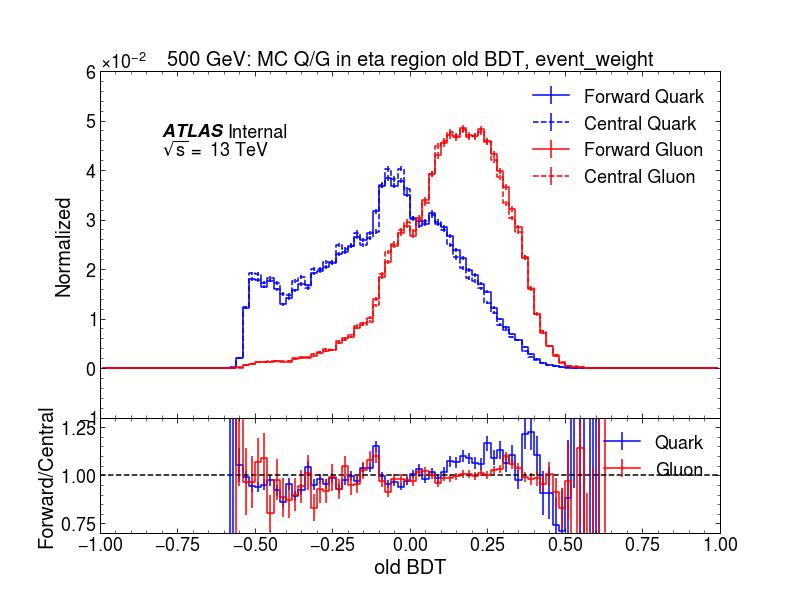 ×10⁻²
500 GeV: MC Q/G in eta region old BDT, event_weight
6
5
4
3
2
1
0
−1
Normalized
ATLAS Internal
√s = 13 TeV
Forward Quark
Central Quark
Forward Gluon
Central Gluon
1.25
1.00
0.75
Forward/Central
Quark
Gluon
−1.00 −0.75 −0.50 −0.25 0.00 0.25 0.50 0.75 1.00
old BDT